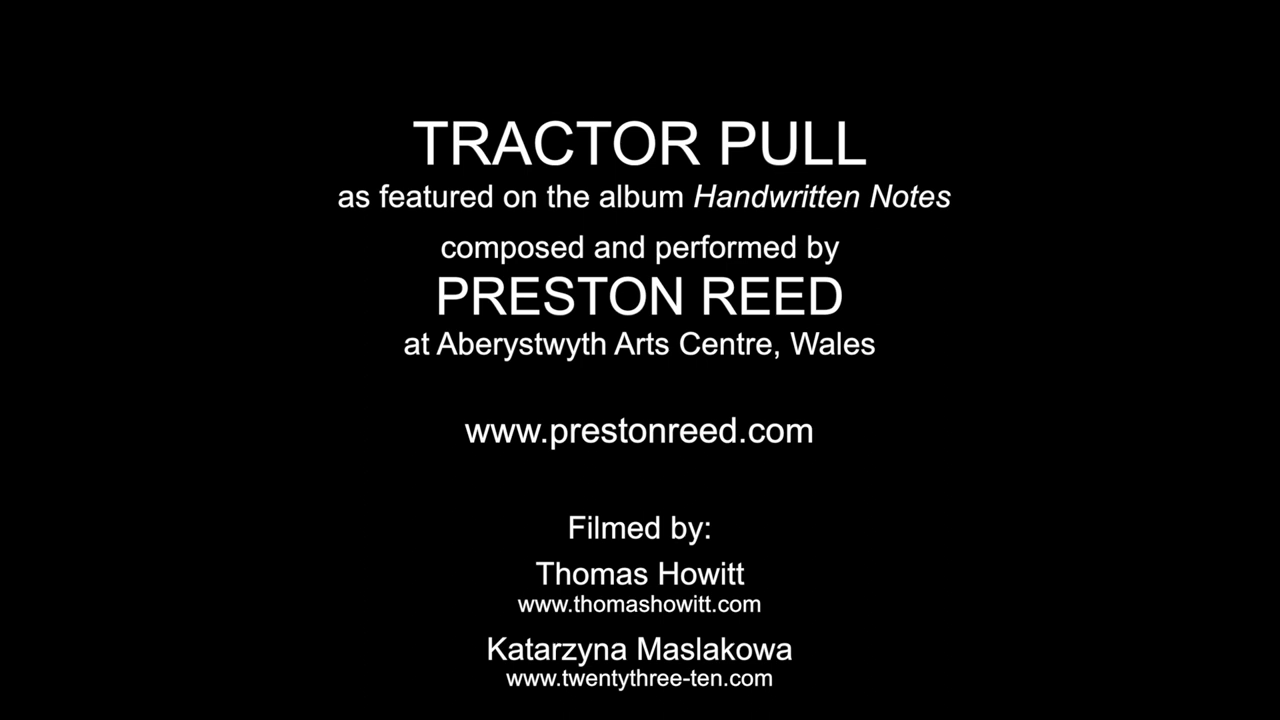 TRACTOR PULL
as featured on the album Handwritten Notes
composed and performed by
PRESTON REED
at Aberystwyth Arts Centre, Wales
www.prestonreed.com
Filmed by:
Thomas Howitt
www.thomashowitt.com
Katarzyna Maslakowa
www.twentythree-ten.com